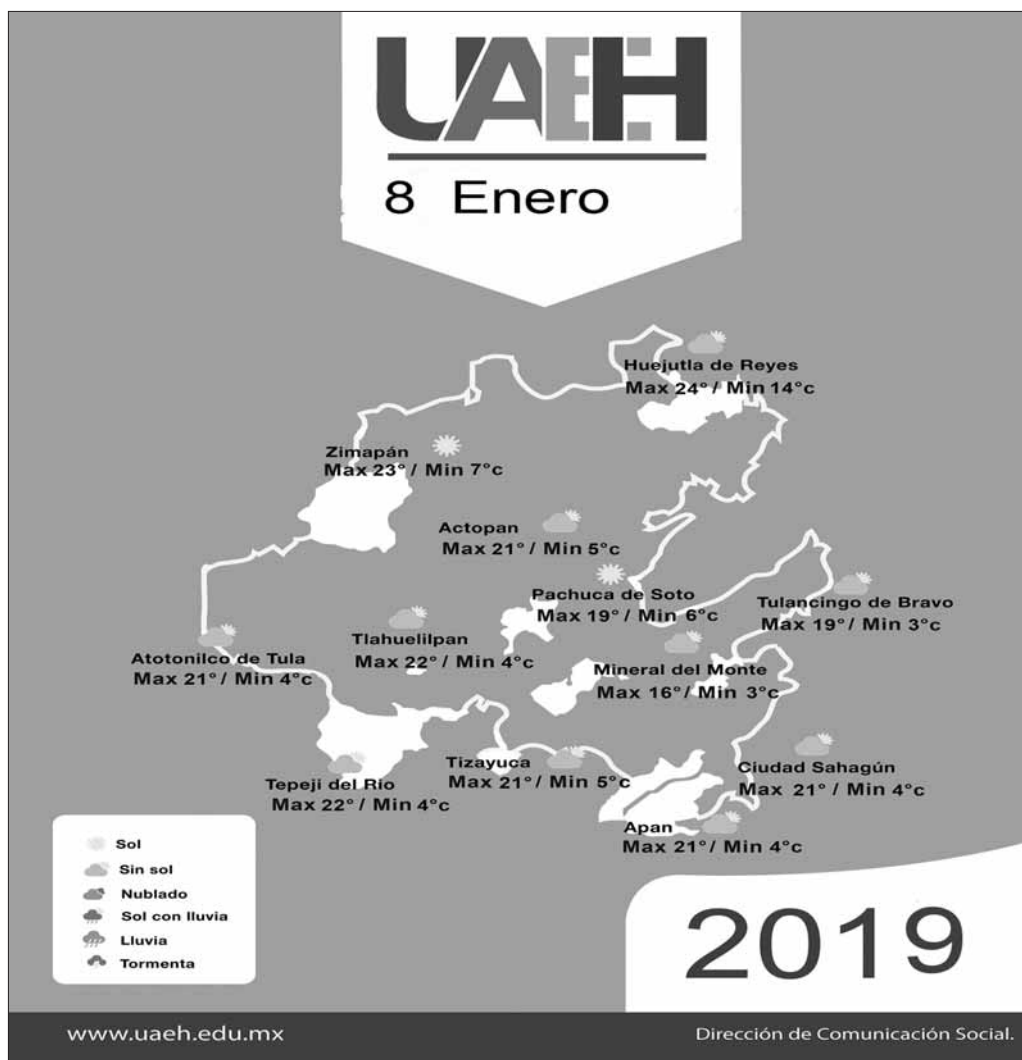 UAEH
8 Enero
Huejutla de Reyes
Max 24° / Min 14°c
Zimapán
Max 23° / Min 7°c
Actopan
Max 21° / Min 5°c
Pachuca de Soto
Max 19° / Min 6°c
Tulancingo de Bravo
Max 19° / Min 3°c
Tlahuelilpan
Max 22° / Min 4°c
Atotonilco de Tula
Max 21° / Min 4°c
Mineral del Monte
Max 16° / Min 3°c
Tizayuca
Max 21° / Min 5°c
Ciudad Sahagún
Max 21° / Min 4°c
Tepeji del Rio
Max 22° / Min 4°c
Apan
Max 21° / Min 4°c
Sol
Sin sol
Nublado
Sol con lluvia
Lluvia
Tormenta
2019
www.uaeh.edu.mx
Dirección de Comunicación Social.